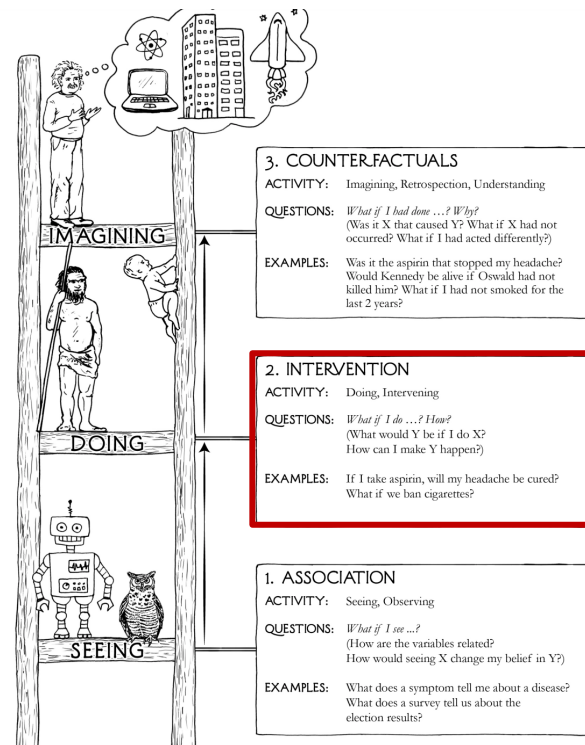 3. COUNTERFACTUALS
ACTIVITY: Imagining, Retrospection, Understanding
QUESTIONS: What if I had done …? Why?
(Was it X that caused Y? What if X had not
occurred? What if I had acted differently?)
EXAMPLES: Was it the aspirin that stopped my headache?
Would Kennedy be alive if Oswald had not
killed him? What if I had not smoked for the
last 2 years?
IMAGINING
2. INTERVENTION
ACTIVITY: Doing, Intervening
QUESTIONS: What if I do …? How?
(What would Y be if I do X?
How can I make Y happen?)
EXAMPLES: If I take aspirin, will my headache be cured?
What if we ban cigarettes?
DOING
1. ASSOCIATION
ACTIVITY: Seeing, Observing
QUESTIONS: What if I see ...?
(How are the variables related?
How would seeing X change my belief in Y?)
EXAMPLES: What does a symptom tell me about a disease?
What does a survey tell us about the
election results?
SEEING